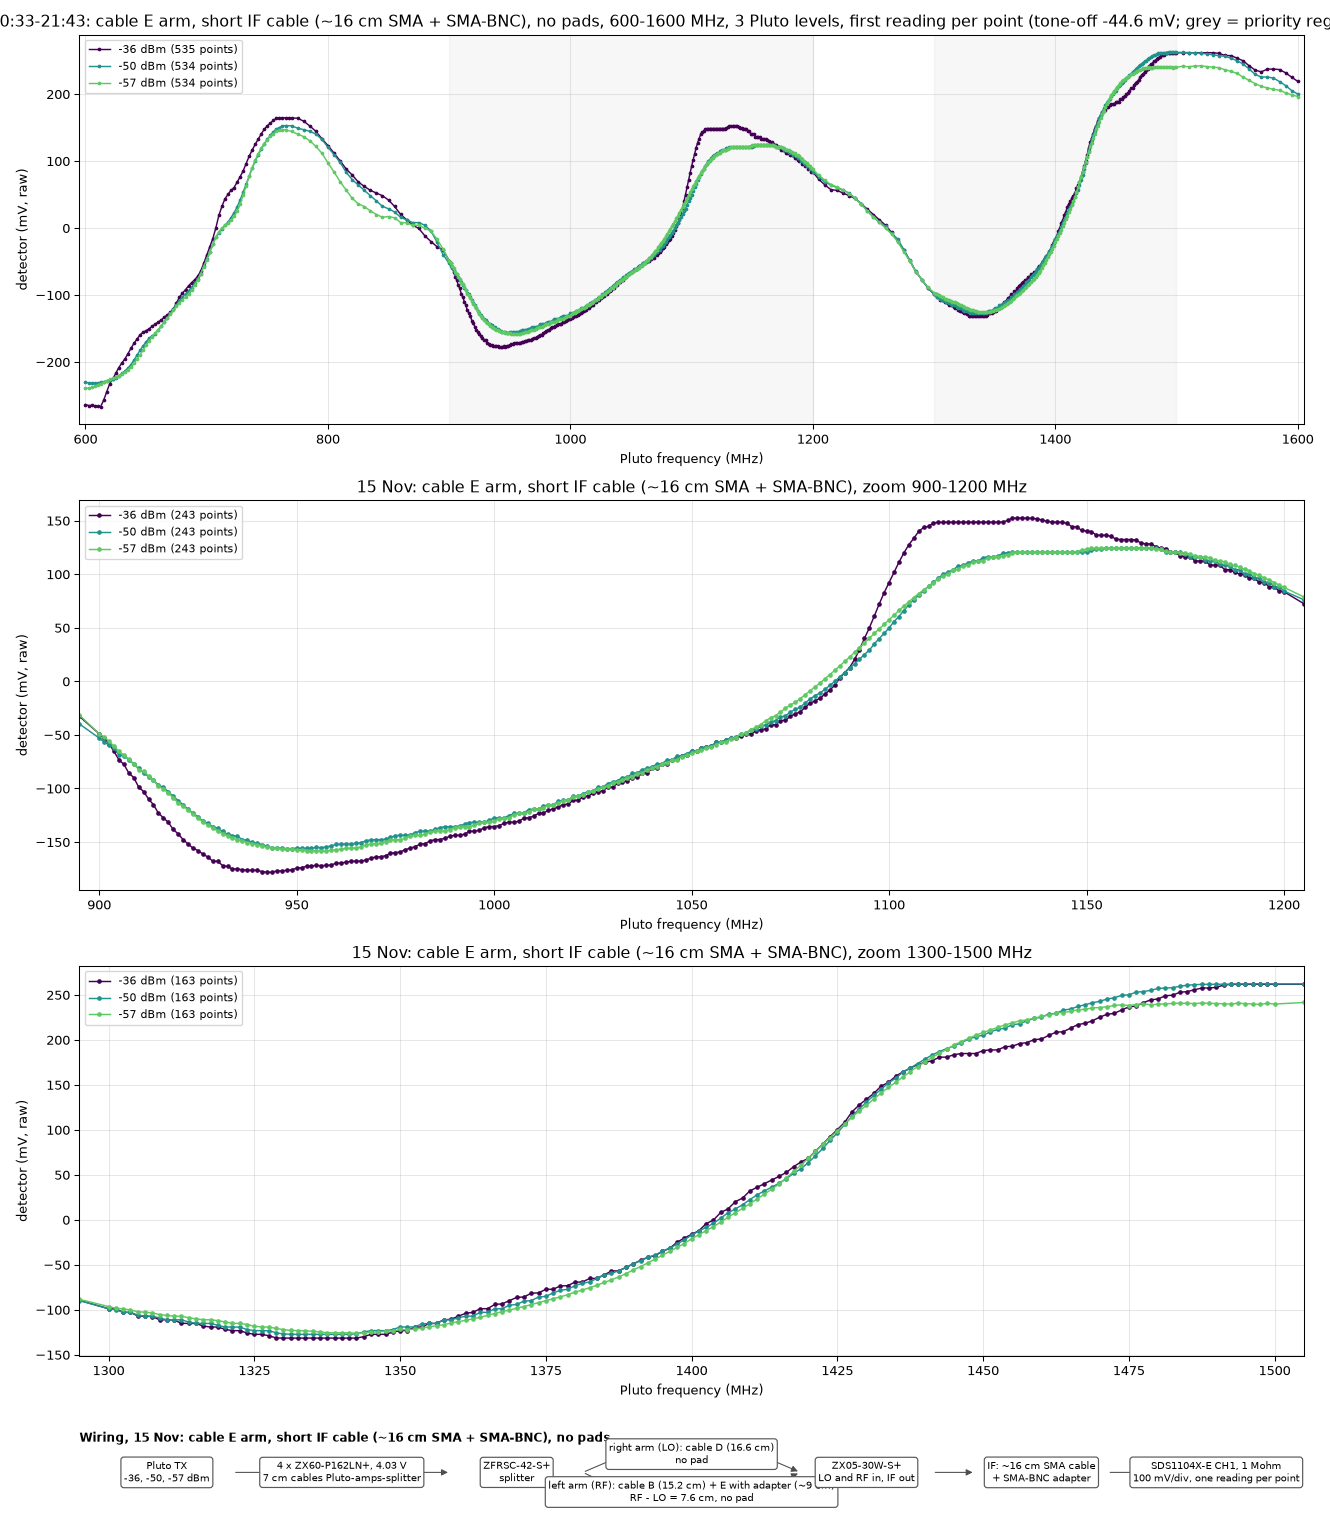 0:33-21:43: cable E arm, short IF cable (~16 cm SMA + SMA-BNC), no pads, 600-1600 MHz, 3 Pluto levels, first reading per point (tone-off -44.6 mV; grey = priority reg
-36 dBm (535 points)
-50 dBm (534 points)
-57 dBm (534 points)
detector (mV, raw)
200
100
0
−100
−200
600 800 1000 1200 1400 1600
Pluto frequency (MHz)
15 Nov: cable E arm, short IF cable (~16 cm SMA + SMA-BNC), zoom 900-1200 MHz
-36 dBm (243 points)
-50 dBm (243 points)
-57 dBm (243 points)
detector (mV, raw)
150
100
50
0
−50
−100
−150
900 950 1000 1050 1100 1150 1200
Pluto frequency (MHz)
15 Nov: cable E arm, short IF cable (~16 cm SMA + SMA-BNC), zoom 1300-1500 MHz
-36 dBm (163 points)
-50 dBm (163 points)
-57 dBm (163 points)
detector (mV, raw)
250
200
150
100
50
0
−50
−100
−150
1300 1325 1350 1375 1400 1425 1450 1475 1500
Pluto frequency (MHz)
Wiring, 15 Nov: cable E arm, short IF cable (~16 cm SMA + SMA-BNC), no pads
Pluto TX
-36, -50, -57 dBm
4 x ZX60-P162LN+, 4.03 V
7 cm cables Pluto-amps-splitter
ZFRSC-42-S+
splitter
right arm (LO): cable D (16.6 cm)
no pad
left arm (RF): cable B (15.2 cm) + E with adapter (~9
RF - LO = 7.6 cm, no pad
ZX05-30W-S+
LO and RF in, IF out
IF: ~16 cm SMA cable
+ SMA-BNC adapter
SDS1104X-E CH1, 1 Mohm
100 mV/div, one reading per point